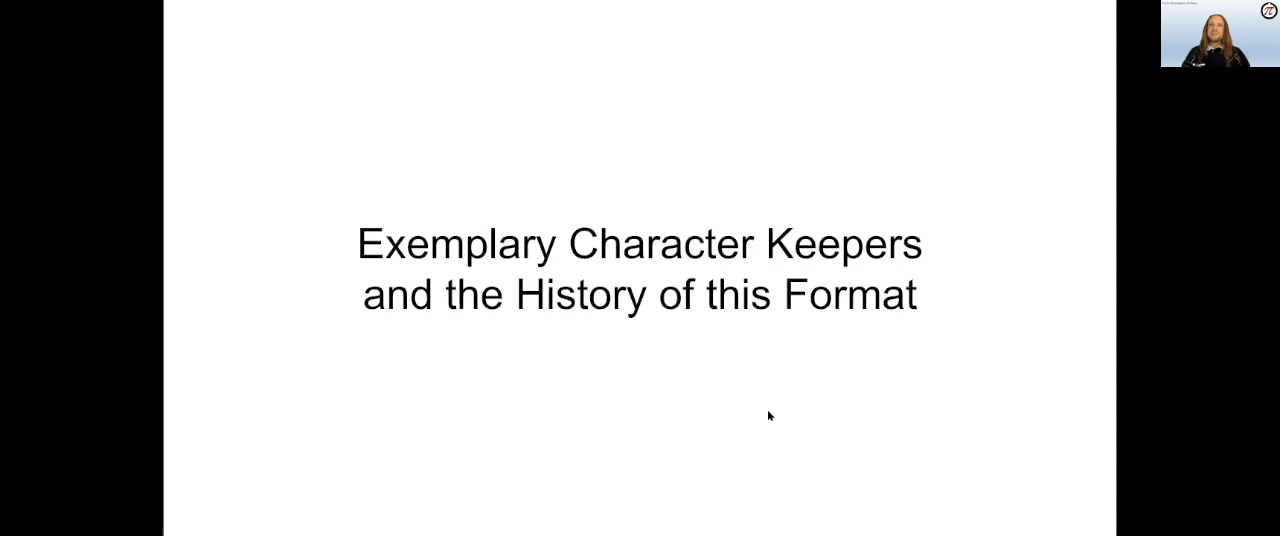 Exemplary Character Keepers
and the History of this Format
π